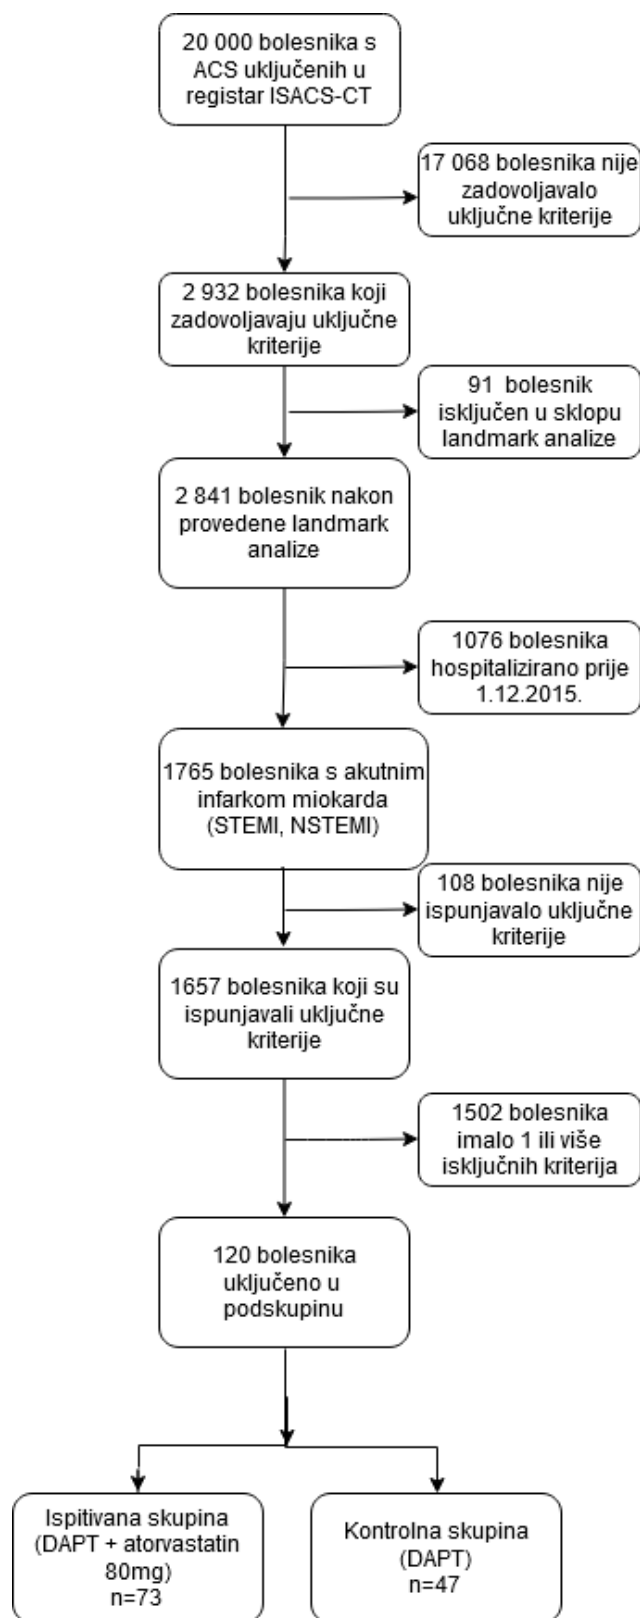 20 000 bolesnika s
ACS uključenih u
registar ISACS-CT
17 068 bolesnika nije
zadovoljavalo
uključne kriterije
2 932 bolesnika koji
zadovoljavaju uključne
kriterije
91 bolesnik
isključen u sklopu
landmark analize
2 841 bolesnik nakon
provedene landmark
analize
1076 bolesnika
hospitalizirano prije
1.12.2015.
1765 bolesnika s akutnim
infarkom miokarda
(STEMI, NSTEMI)
108 bolesnika nije
ispunjavalo uključne
kriterije
1657 bolesnika koji su
ispunjavali uključne
kriterije
1502 bolesnika
imalo 1 ili više
isključnih kriterija
120 bolesnika
uključeno u
podskupinu
Ispitivana skupina
(DAPT + atorvastatin
80mg)
n=73
Kontrolna skupina
(DAPT)
n=47